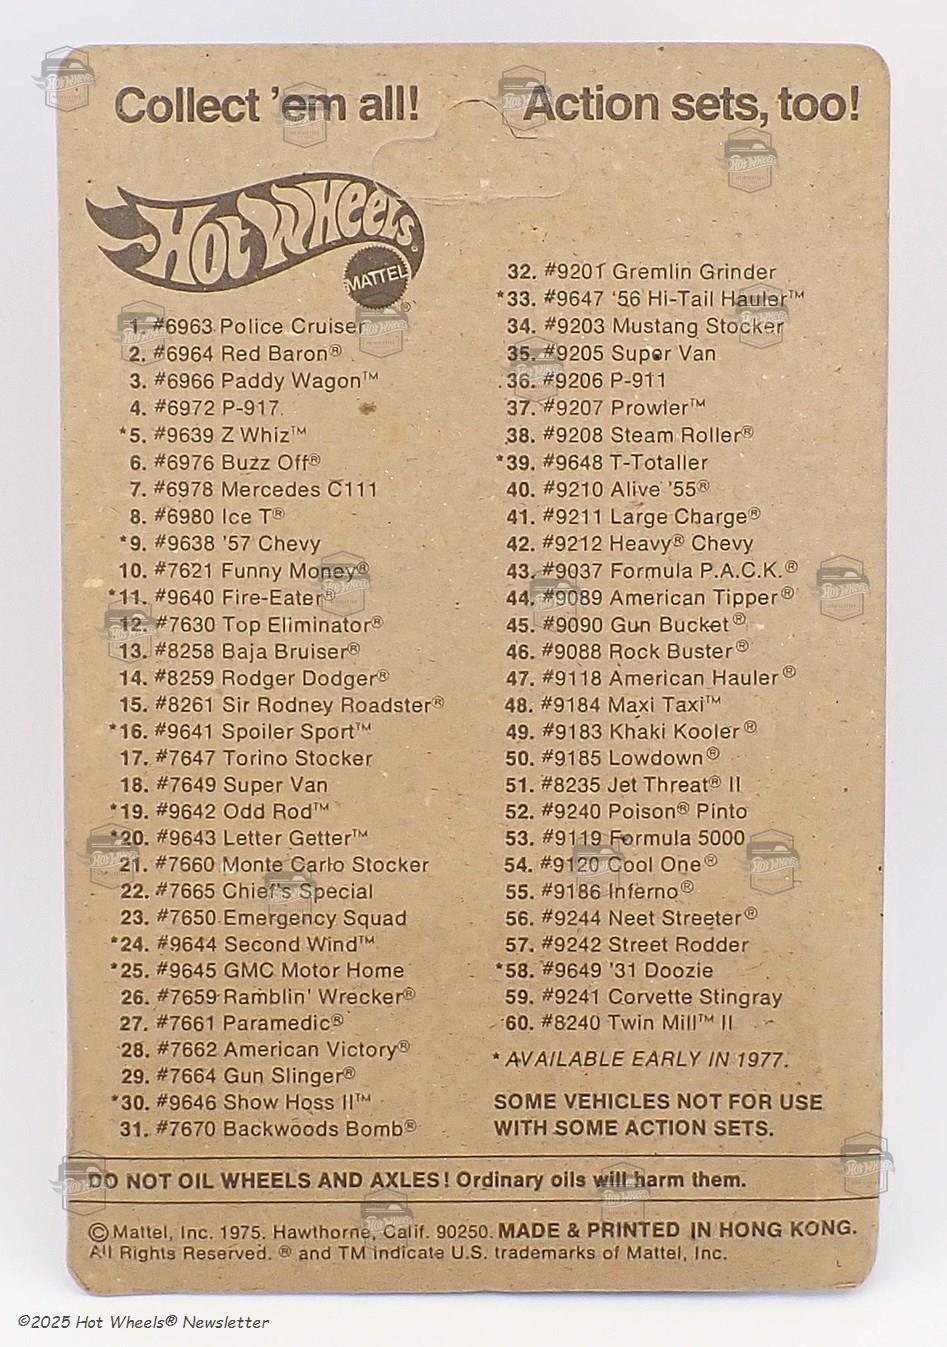 Collect 'em all!
Action sets, too!
Hot Wheels®
MATTEL
1. #6963 Police Cruiser
2. #6964 Red Baron®
3. #6966 Paddy Wagon™
4. #6972 P-917
*5. #9639 Z Whiz™
6. #6976 Buzz Off®
7. #6978 Mercedes C111
8. #6980 Ice T®
*9. #9638 '57 Chevy
10. #7621 Funny Money®
*11. #9640 Fire-Eater®
12. #7630 Top Eliminator®
13. #8258 Baja Bruiser®
14. #8259 Rodger Dodger®
15. #8261 Sir Rodney Roadster®
*16. #9641 Spoiler Sport™
17. #7647 Torino Stocker
18. #7649 Super Van
*19. #9642 Odd Rod™
*20. #9643 Letter Getter™
21. #7660 Monte Carlo Stocker
22. #7665 Chief's Special
23. #7650 Emergency Squad
*24. #9644 Second Wind™
*25. #9645 GMC Motor Home
26. #7659 Ramblin' Wrecker®
27. #7661 Paramedic®
28. #7662 American Victory®
29. #7664 Gun Slinger®
*30. #9646 Show Hoss II™
31. #7670 Backwoods Bomb®
32. #9201 Gremlin Grinder
*33. #9647 '56 Hi-Tail Hauler™
34. #9203 Mustang Stocker
35. #9205 Super Van
36. #9206 P-911
37. #9207 Prowler™
38. #9208 Steam Roller®
*39. #9648 T-Totaller
40. #9210 Alive '55®
41. #9211 Large Charge®
42. #9212 Heavy® Chevy
43. #9037 Formula P.A.C.K.®
44. #9089 American Tipper®
45. #9090 Gun Bucket®
46. #9088 Rock Buster®
47. #9118 American Hauler®
48. #9184 Maxi Taxi™
49. #9183 Khaki Kooler®
50. #9185 Lowdown®
51. #8235 Jet Threat® II
52. #9240 Poison® Pinto
53. #9119 Formula 5000
54. #9120 Cool One®
55. #9186 Inferno®
56. #9244 Neet Streeter®
57. #9242 Street Rodder
*58. #9649 '31 Doozie
59. #9241 Corvette Stingray
60. #8240 Twin Mill™ II
* AVAILABLE EARLY IN 1977.
SOME VEHICLES NOT FOR USE
WITH SOME ACTION SETS.
DO NOT OIL WHEELS AND AXLES! Ordinary oils will harm them.
©Mattel, Inc. 1975. Hawthorne, Calif. 90250. MADE & PRINTED IN HONG KONG.
All Rights Reserved. ® and TM indicate U.S. trademarks of Mattel, Inc.
©2025 Hot Wheels® Newsletter